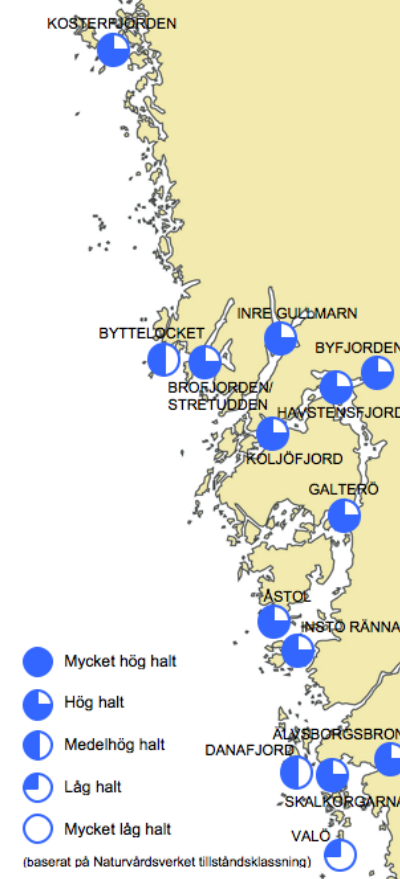 KOSTERFJORDEN
INRE GULLMARN
BYTTELOCKET
BYFJORDEN
BROFJORDEN/
STRETUDDEN
HAVSTENSFJORD
KOLJÖFJORD
GALTERÖ
ÅSTOL
INSTÖ RÄNNA
Mycket hög halt
Hög halt
ÄLVSBORGSBRON
Medelhög halt
DANAFJORD
Låg halt
SKALKORGARNA
Mycket låg halt
VALÖ
(baserat på Naturvårdsverket tillståndsklassning)